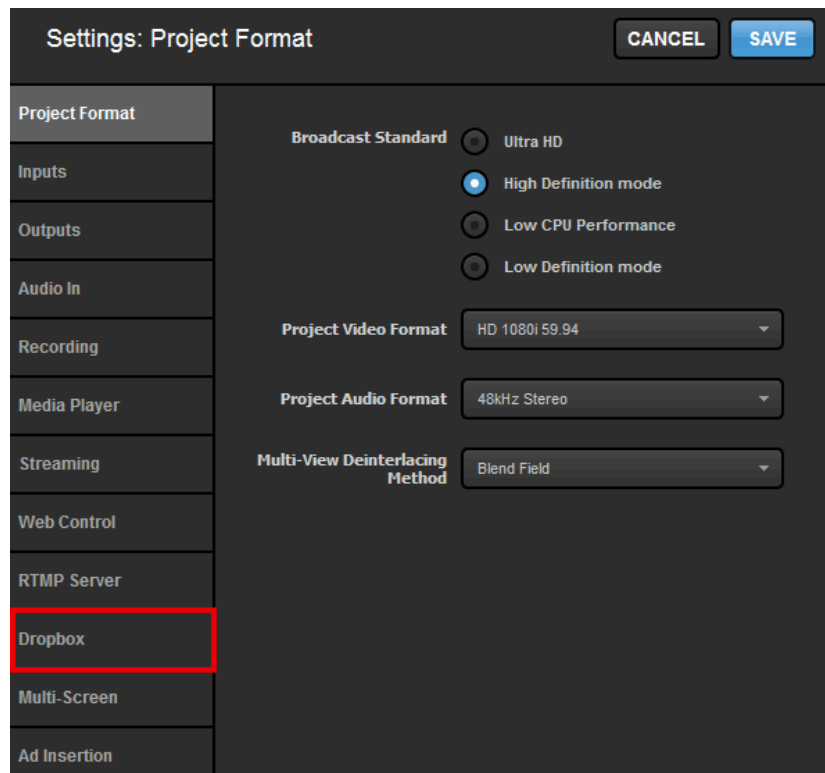 Settings: Project Format
CANCEL
SAVE
Project Format
Inputs
Outputs
Audio In
Recording
Media Player
Streaming
Web Control
RTMP Server
Dropbox
Multi-Screen
Ad Insertion
Broadcast Standard
Ultra HD
High Definition mode
Low CPU Performance
Low Definition mode
Project Video Format
HD 1080i 59.94
Project Audio Format
48kHz Stereo
Multi-View Deinterlacing
Method
Blend Field